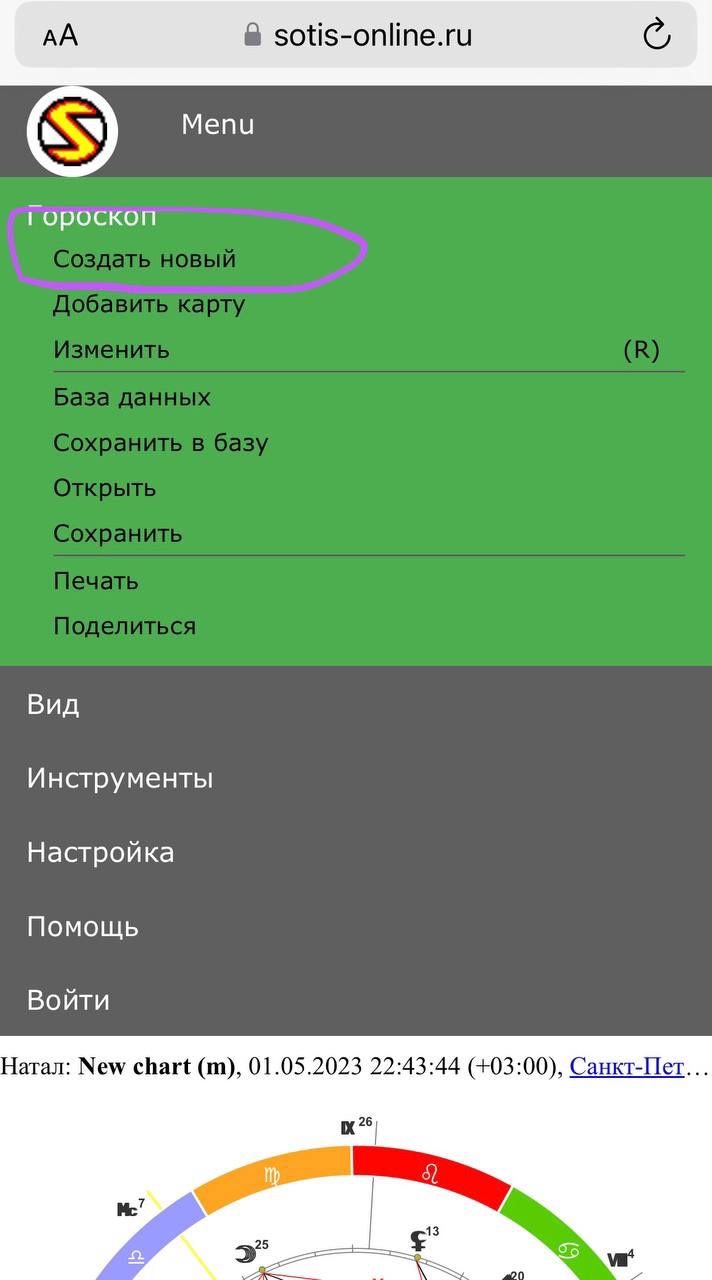 AA sotis-online.ru
Menu
Гороскоп
Создать новый
Добавить карту
Изменить (R)
База данных
Сохранить в базу
Открыть
Сохранить
Печать
Поделиться
Вид
Инструменты
Настройка
Помощь
Войти
Натал: New chart (m), 01.05.2023 22:43:44 (+03:00), Санкт-Пет…
IX 26
Mc 7
25
13
VIII 4
20